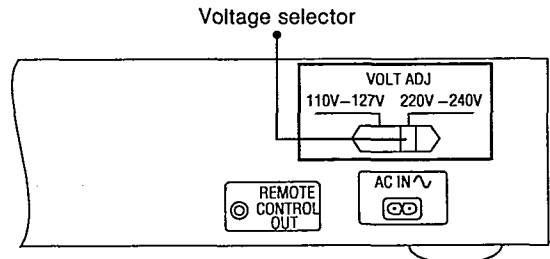 Voltage selector
VOLT ADJ
110V–127V 220V–240V
REMOTE
CONTROL
OUT
AC IN